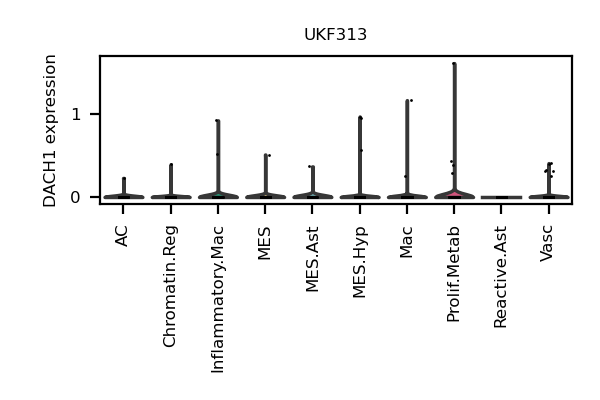 UKF313
DACH1 expression
1
0
AC
Chromatin.Reg
Inflammatory.Mac
MES
MES.Ast
MES.Hyp
Mac
Prolif.Metab
Reactive.Ast
Vasc